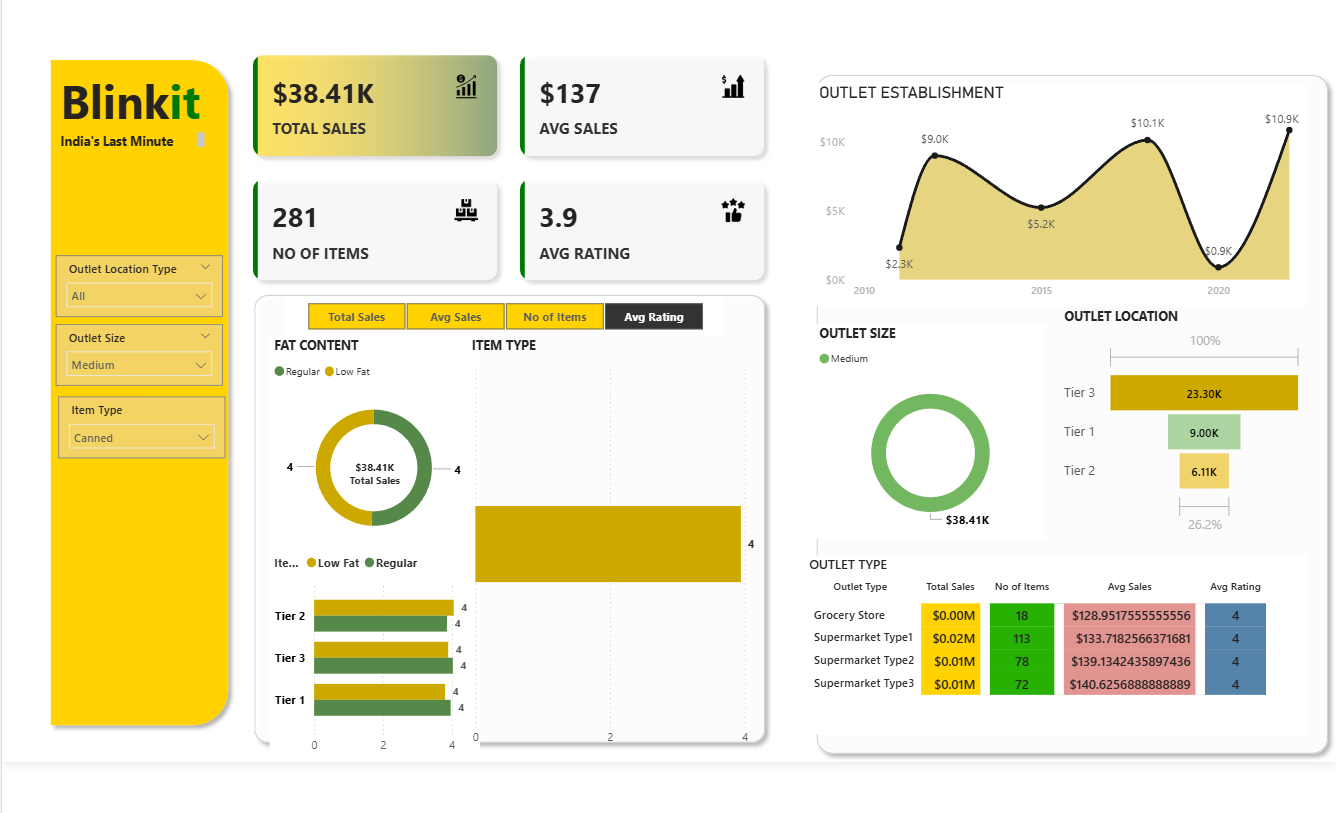 Blinkit
India's Last Minute
Outlet Location Type
All
Outlet Size
Medium
Item Type
Canned
$38.41K
TOTAL SALES
$137
AVG SALES
281
NO OF ITEMS
3.9
AVG RATING
Total Sales
Avg Sales
No of Items
Avg Rating
FAT CONTENT
Regular Low Fat
4
$38.41K
Total Sales
4
Ite... Low Fat Regular
Tier 2
4
4
Tier 3
4
4
Tier 1
4
4
0 2 4
ITEM TYPE
4
0 2 4
OUTLET ESTABLISHMENT
$10K
$5K
$0K
$2.3K
$9.0K
$5.2K
$10.1K
$0.9K
$10.9K
2010 2015 2020
OUTLET SIZE
Medium
$38.41K
OUTLET LOCATION
100%
Tier 3 23.30K
Tier 1 9.00K
Tier 2 6.11K
26.2%
OUTLET TYPE
Outlet Type Total Sales No of Items Avg Sales Avg Rating
Grocery Store $0.00M 18 $128.9517555555556 4
Supermarket Type1 $0.02M 113 $133.7182566371681 4
Supermarket Type2 $0.01M 78 $139.1342435897436 4
Supermarket Type3 $0.01M 72 $140.6256888888889 4